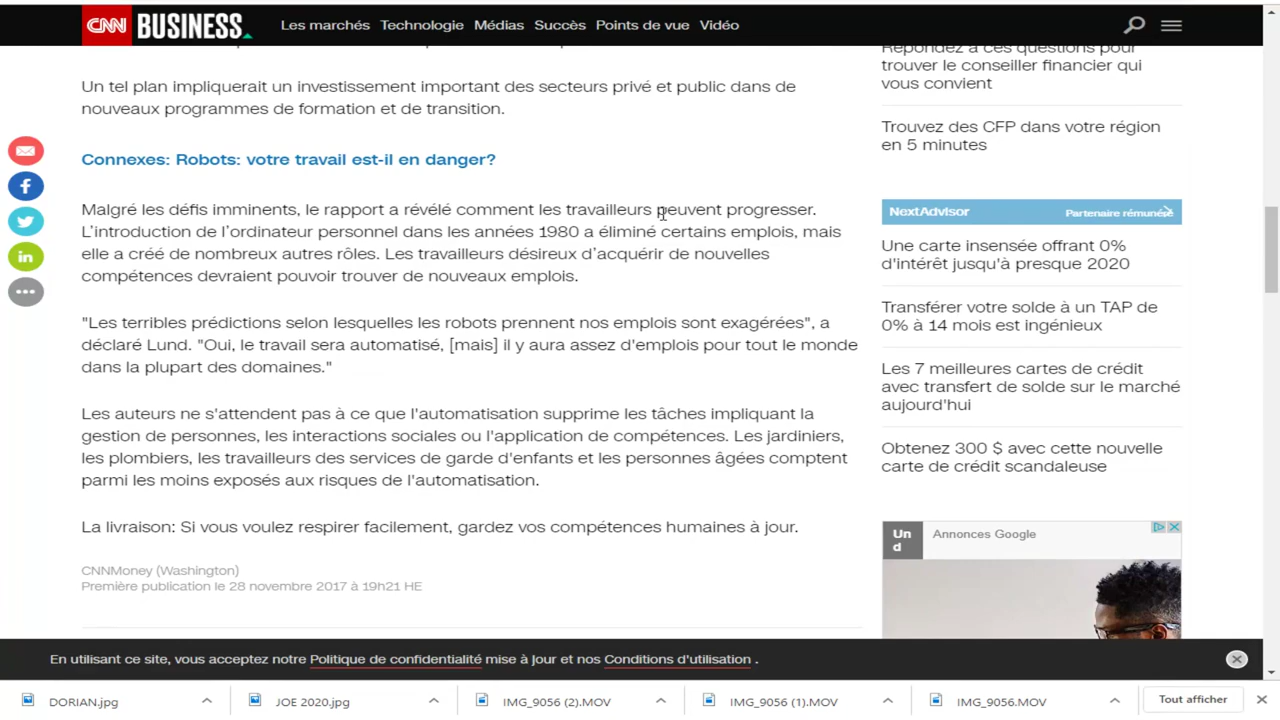 CNN BUSINESS Les marchés Technologie Médias Succès Points de vue Vidéo
Un tel plan impliquerait un investissement important des secteurs privé et public dans de
nouveaux programmes de formation et de transition.
Connexes: Robots: votre travail est-il en danger?
Malgré les défis imminents, le rapport a révélé comment les travailleurs peuvent progresser.
L'introduction de l'ordinateur personnel dans les années 1980 a éliminé certains emplois, mais
elle a créé de nombreux autres rôles. Les travailleurs désireux d'acquérir de nouvelles
compétences devraient pouvoir trouver de nouveaux emplois.
"Les terribles prédictions selon lesquelles les robots prennent nos emplois sont exagérées", a
déclaré Lund. "Oui, le travail sera automatisé, [mais] il y aura assez d'emplois pour tout le monde
dans la plupart des domaines."
Les auteurs ne s'attendent pas à ce que l'automatisation supprime les tâches impliquant la
gestion de personnes, les interactions sociales ou l'application de compétences. Les jardiniers,
les plombiers, les travailleurs des services de garde d'enfants et les personnes âgées comptent
parmi les moins exposés aux risques de l'automatisation.
La livraison: Si vous voulez respirer facilement, gardez vos compétences humaines à jour.
CNNMoney (Washington)
Première publication le 28 novembre 2017 à 19h21 HE
Répondez à ces questions pour
trouver le conseiller financier qui
vous convient
Trouvez des CFP dans votre région
en 5 minutes
NextAdvisor Partenaire rémunéré
Une carte insensée offrant 0%
d'intérêt jusqu'à presque 2020
Transférer votre solde à un TAP de
0% à 14 mois est ingénieux
Les 7 meilleures cartes de crédit
avec transfert de solde sur le marché
aujourd'hui
Obtenez 300 $ avec cette nouvelle
carte de crédit scandaleuse
Un
d
Annonces Google
En utilisant ce site, vous acceptez notre Politique de confidentialité mise à jour et nos Conditions d'utilisation .
DORIAN.jpg JOE 2020.jpg IMG_9056 (2).MOV IMG_9056 (1).MOV IMG_9056.MOV Tout afficher